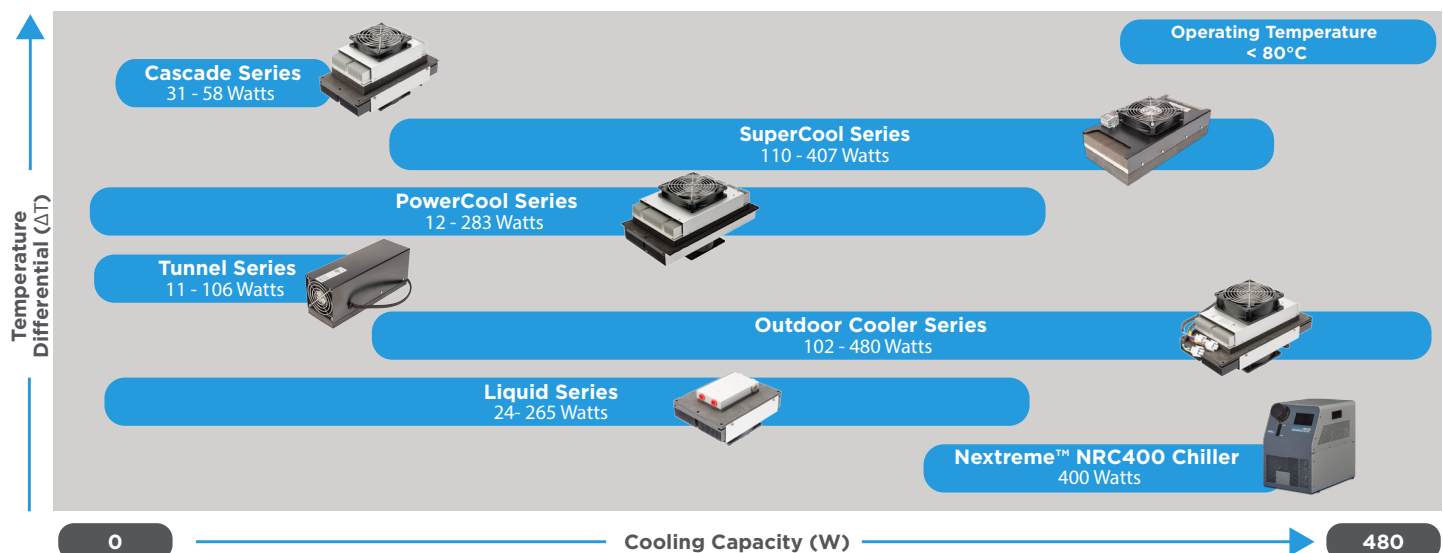 Operating Temperature
< 80°C
Cascade Series
31 - 58 Watts
SuperCool Series
110 - 407 Watts
PowerCool Series
12 - 283 Watts
Tunnel Series
11 - 106 Watts
Outdoor Cooler Series
102 - 480 Watts
Liquid Series
24- 265 Watts
Nextreme™ NRC400 Chiller
400 Watts
Temperature
Differential (ΔT)
0
Cooling Capacity (W)
480